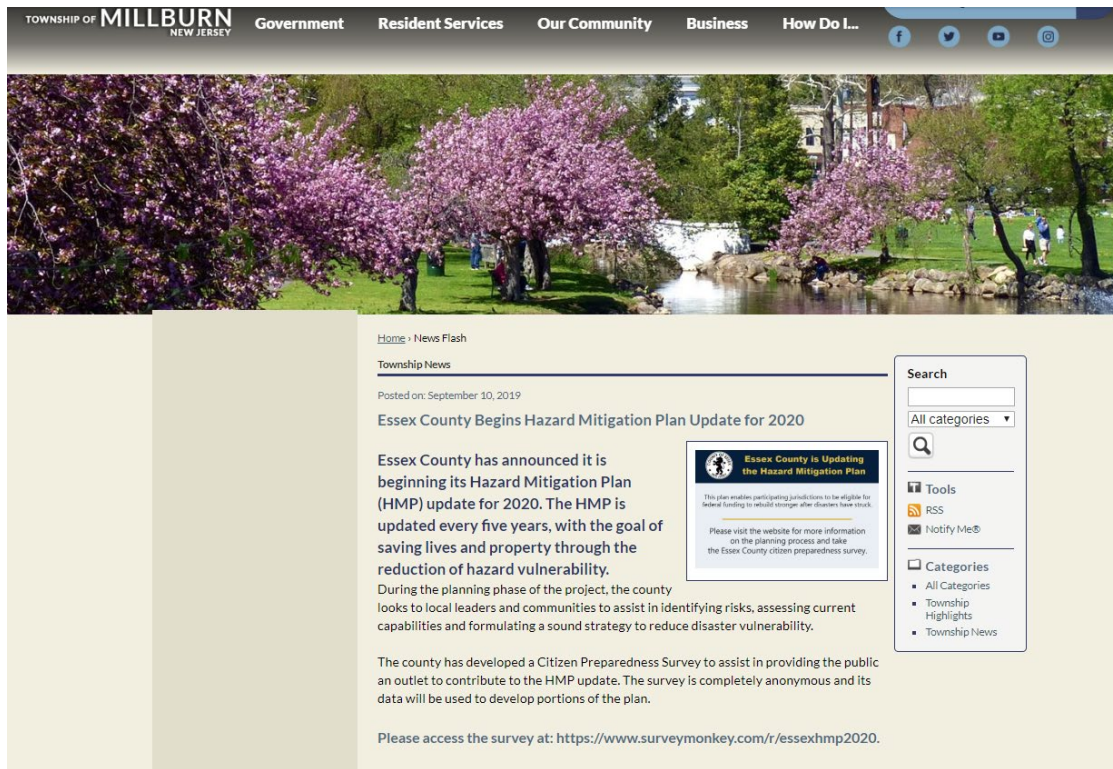 TOWNSHIP OF MILLBURN
NEW JERSEY
Government
Resident Services
Our Community
Business
How Do I...
Home › News Flash
Township News
Posted on: September 10, 2019
Essex County Begins Hazard Mitigation Plan Update for 2020
Essex County has announced it is
beginning its Hazard Mitigation Plan
(HMP) update for 2020. The HMP is
updated every five years, with the goal of
saving lives and property through the
reduction of hazard vulnerability.
Essex County is Updating
the Hazard Mitigation Plan
This plan enables participating jurisdictions to be eligible for
federal funding to rebuild stronger after disasters have struck.
Please visit the website for more information
on the planning process and take
the Essex County citizen preparedness survey.
During the planning phase of the project, the county
looks to local leaders and communities to assist in identifying risks, assessing current
capabilities and formulating a sound strategy to reduce disaster vulnerability.
The county has developed a Citizen Preparedness Survey to assist in providing the public
an outlet to contribute to the HMP update. The survey is completely anonymous and its
data will be used to develop portions of the plan.
Please access the survey at: https://www.surveymonkey.com/r/essexhmp2020.
Search
All categories
Tools
RSS
Notify Me®
Categories
All Categories
Township
Highlights
Township News